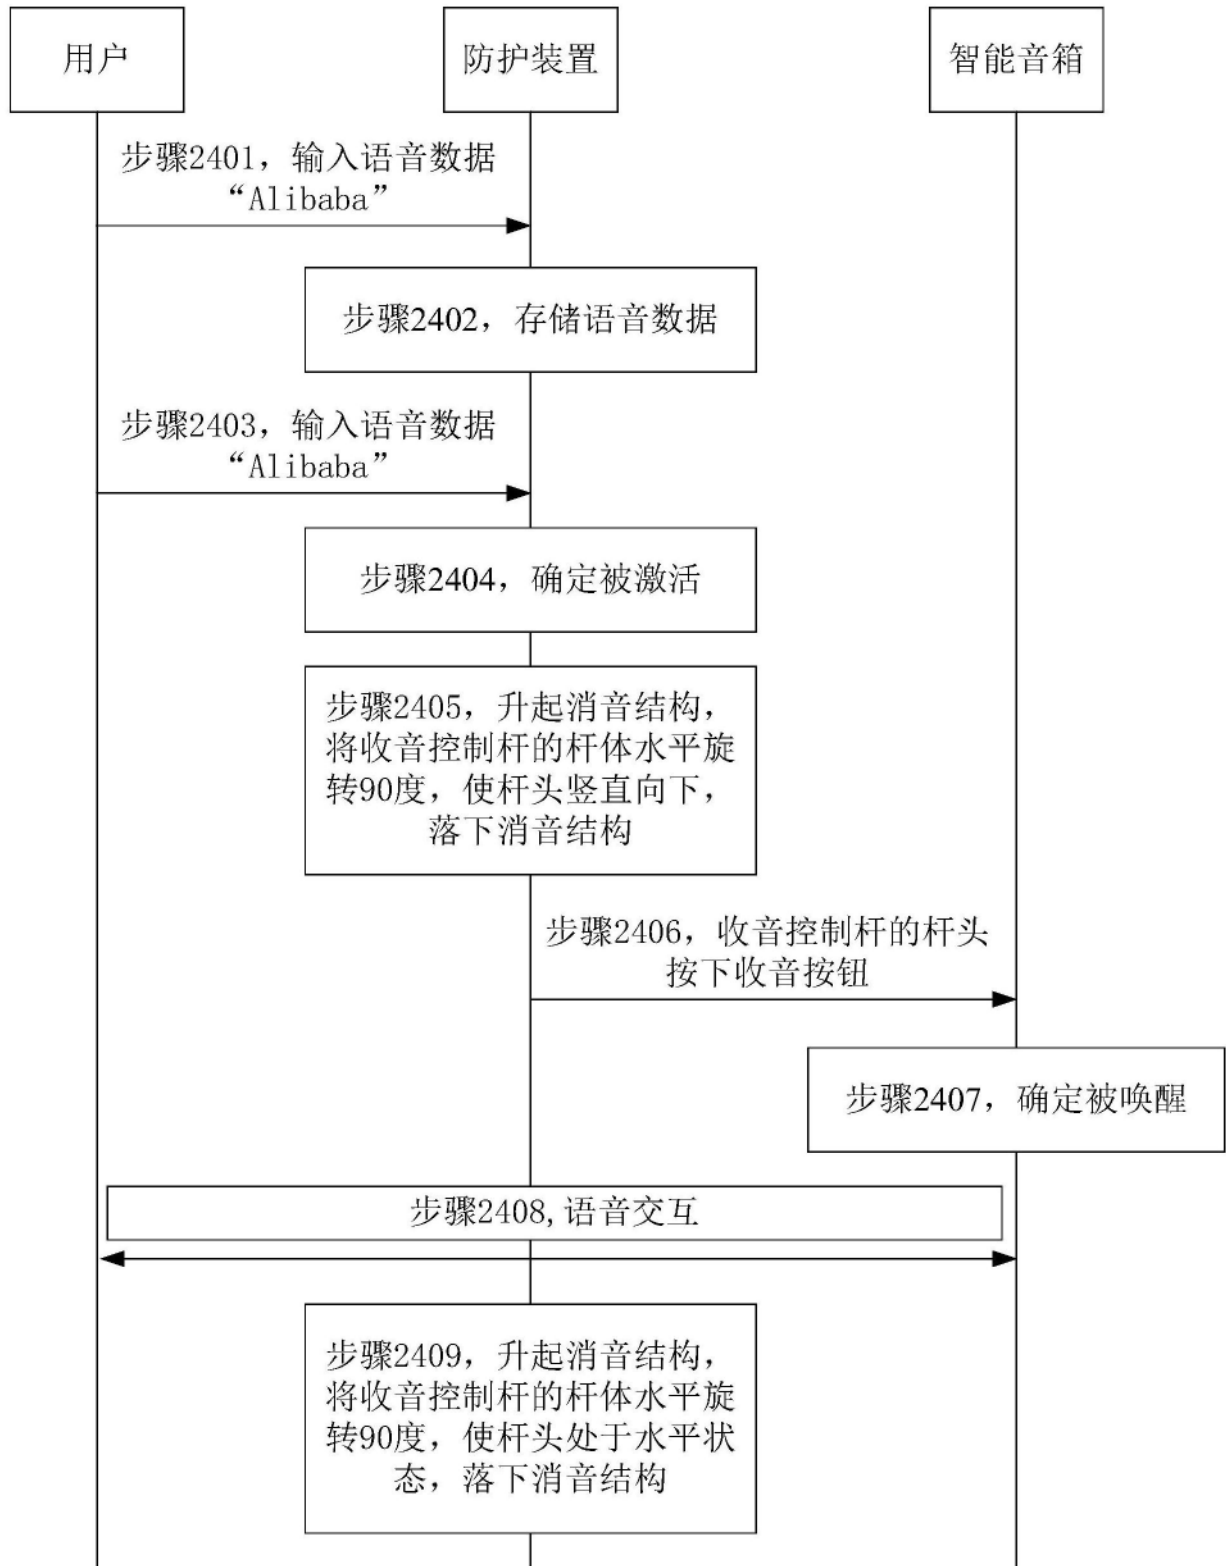 用户
防护装置
智能音箱
步骤2401，输入语音数据
“Alibaba”
步骤2402，存储语音数据
步骤2403，输入语音数据
“Alibaba”
步骤2404，确定被激活
步骤2405，升起消音结构，
将收音控制杆的杆体水平旋
转90度，使杆头竖直向下，
落下消音结构
步骤2406，收音控制杆的杆头
按下收音按钮
步骤2407，确定被唤醒
步骤2408,语音交互
步骤2409，升起消音结构，
将收音控制杆的杆体水平旋
转90度，使杆头处于水平状
态，落下消音结构